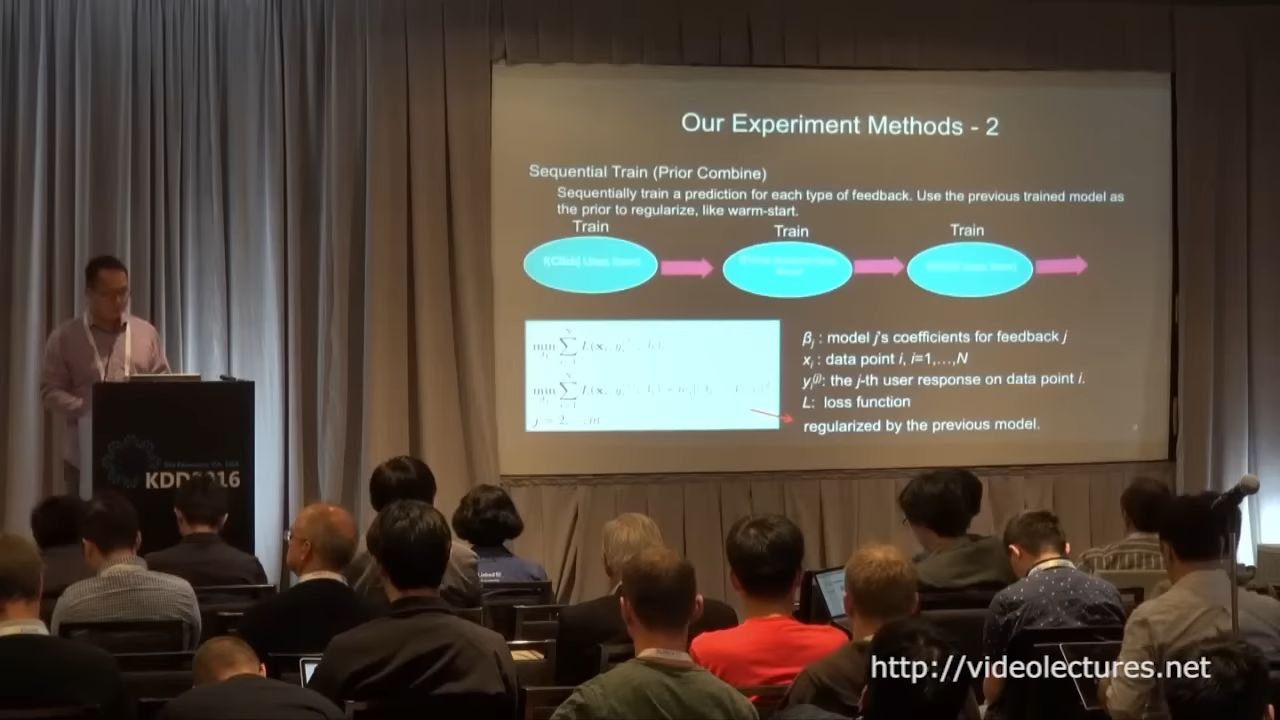 Our Experiment Methods - 2
Sequential Train (Prior Combine)
Sequentially train a prediction for each type of feedback. Use the previous trained model as
the prior to regularize, like warm-start.
Train
Train
Train
βj : model j's coefficients for feedback j
xi : data point i, i=1,...,N
yi(j): the j-th user response on data point i.
L: loss function
regularized by the previous model.
j = 2, ..., m
KDD2016
http://videolectures.net